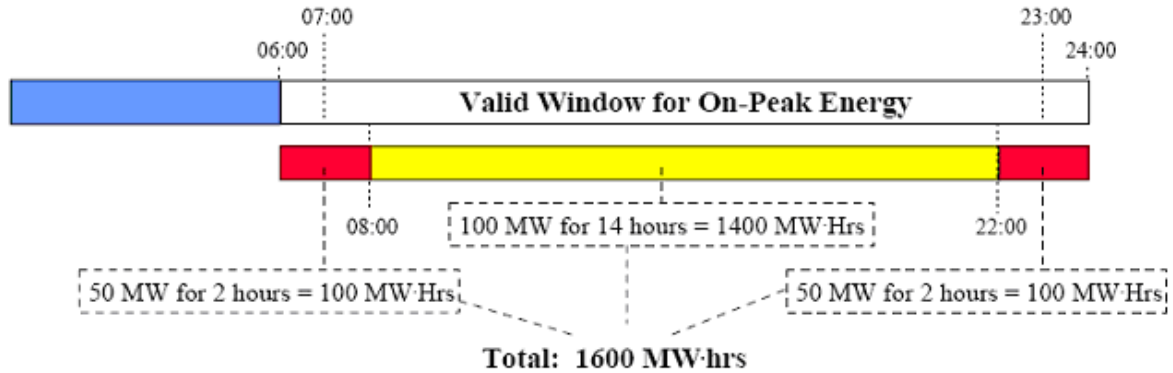 07:00
23:00
06:00
24:00
Valid Window for On-Peak Energy
08:00
100 MW for 14 hours = 1400 MW·Hrs
22:00
50 MW for 2 hours = 100 MW·Hrs
50 MW for 2 hours = 100 MW·Hrs
Total: 1600 MW·hrs